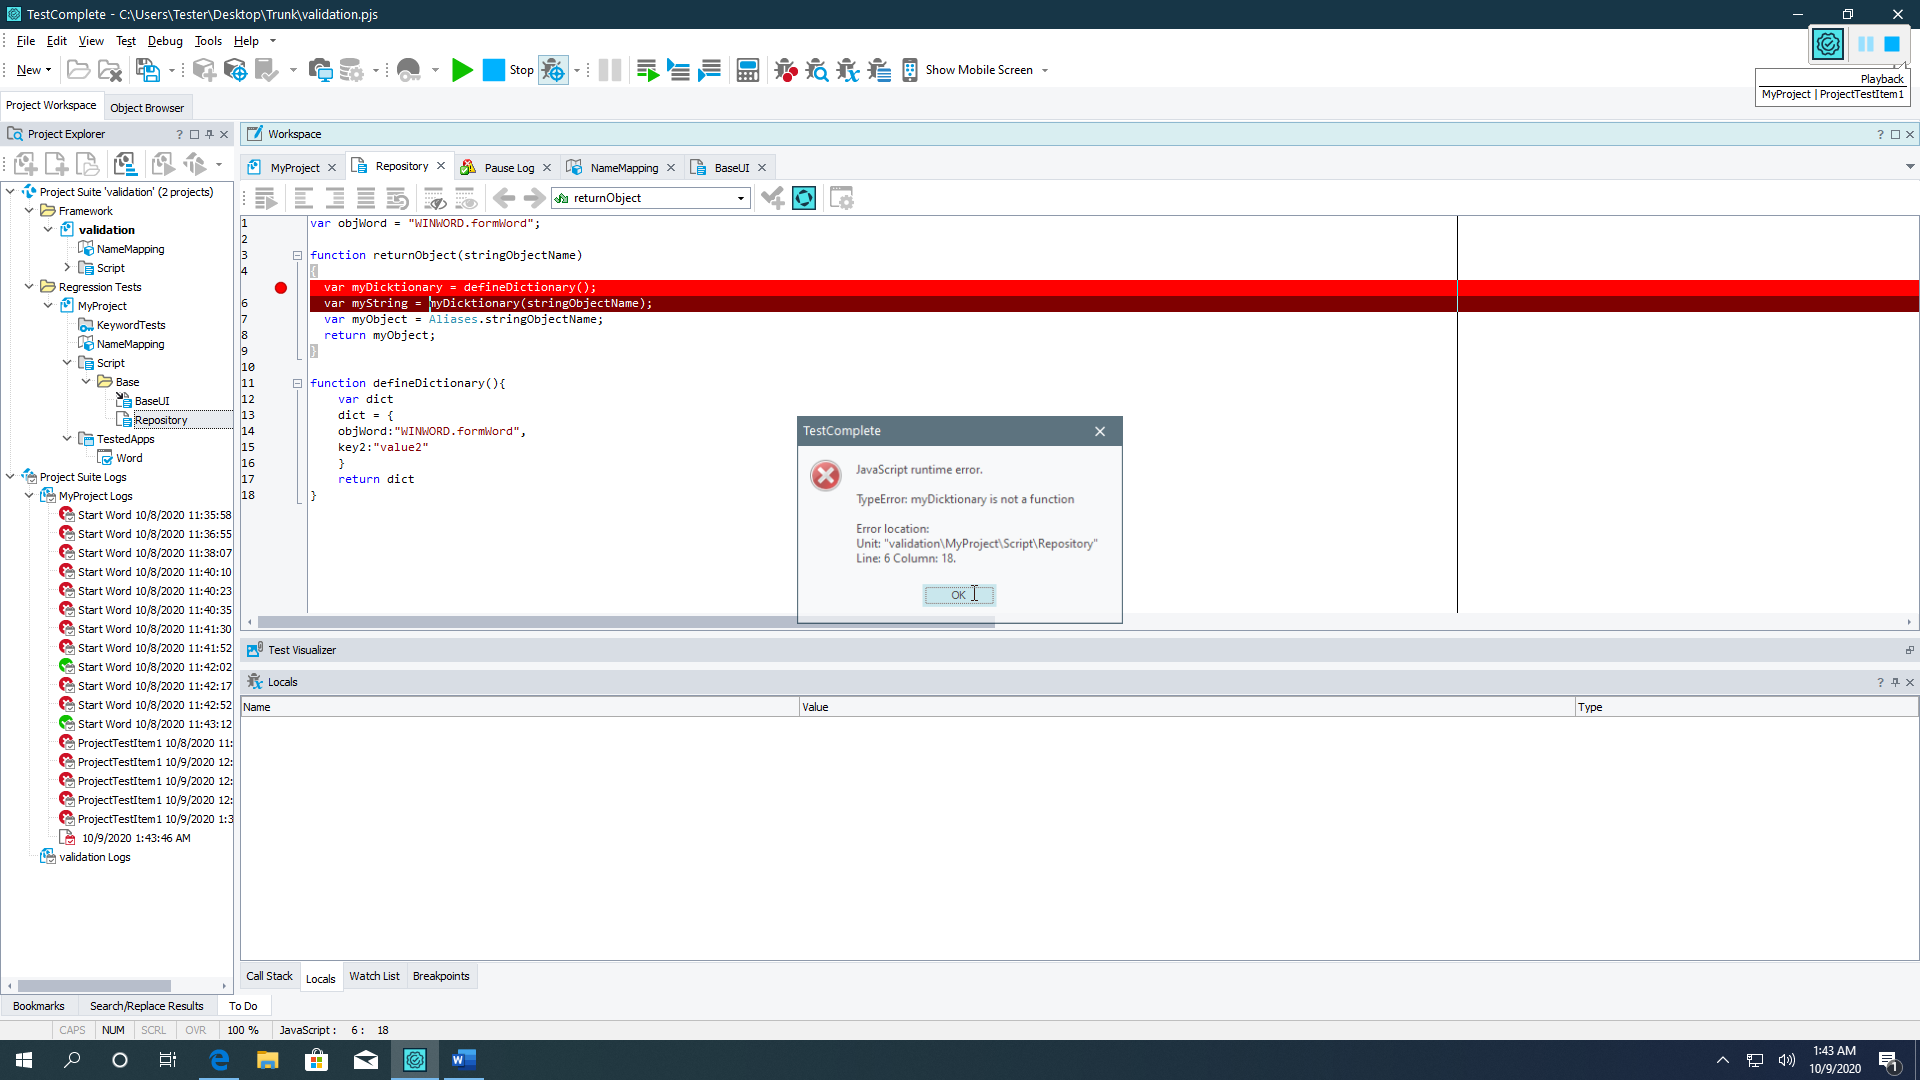 TestComplete - C:\Users\Tester\Desktop\Trunk\validation.pjs
File Edit View Test Debug Tools Help
New Stop Show Mobile Screen
Playback
MyProject | ProjectTestItem1
Project Workspace Object Browser
Project Explorer
Project Suite 'validation' (2 projects)
Framework
validation
NameMapping
Script
Regression Tests
MyProject
KeywordTests
NameMapping
Script
Base
BaseUI
Repository
TestedApps
Word
Project Suite Logs
MyProject Logs
Start Word 10/8/2020 11:35:58
Start Word 10/8/2020 11:36:55
Start Word 10/8/2020 11:38:07
Start Word 10/8/2020 11:40:10
Start Word 10/8/2020 11:40:23
Start Word 10/8/2020 11:40:35
Start Word 10/8/2020 11:41:30
Start Word 10/8/2020 11:41:52
Start Word 10/8/2020 11:42:02
Start Word 10/8/2020 11:42:17
Start Word 10/8/2020 11:42:52
Start Word 10/8/2020 11:43:12
ProjectTestItem1 10/8/2020 11:
ProjectTestItem1 10/9/2020 12:
ProjectTestItem1 10/9/2020 12:
ProjectTestItem1 10/9/2020 12:
ProjectTestItem1 10/9/2020 1:3
10/9/2020 1:43:46 AM
validation Logs
Bookmarks Search/Replace Results To Do
Workspace
MyProject Repository Pause Log NameMapping BaseUI
returnObject
1 var objWord = "WINWORD.formWord";
2
3 function returnObject(stringObjectName)
4 {
var myDicktionary = defineDictionary();
6 var myString = myDicktionary(stringObjectName);
7 var myObject = Aliases.stringObjectName;
8 return myObject;
9 }
10
11 function defineDictionary(){
12 var dict
13 dict = {
14 objWord:"WINWORD.formWord",
15 key2:"value2"
16 }
17 return dict
18 }
TestComplete
JavaScript runtime error.
TypeError: myDicktionary is not a function
Error location:
Unit: "validation\MyProject\Script\Repository"
Line: 6 Column: 18.
OK
Test Visualizer
Locals
Name Value Type
Call Stack Locals Watch List Breakpoints
CAPS NUM SCRL OVR 100 % JavaScript : 6 : 18
1:43 AM
10/9/2020
1